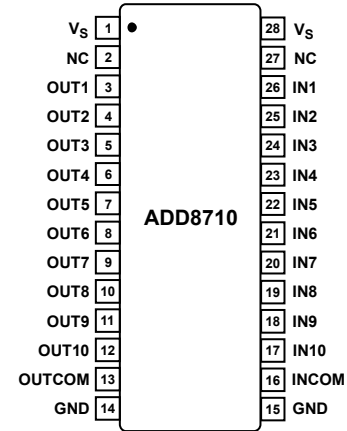 VS 1 28 VS
NC 2 27 NC
OUT1 3 26 IN1
OUT2 4 25 IN2
OUT3 5 24 IN3
OUT4 6 23 IN4
OUT5 7 22 IN5
ADD8710
OUT6 8 21 IN6
OUT7 9 20 IN7
OUT8 10 19 IN8
OUT9 11 18 IN9
OUT10 12 17 IN10
OUTCOM 13 16 INCOM
GND 14 15 GND